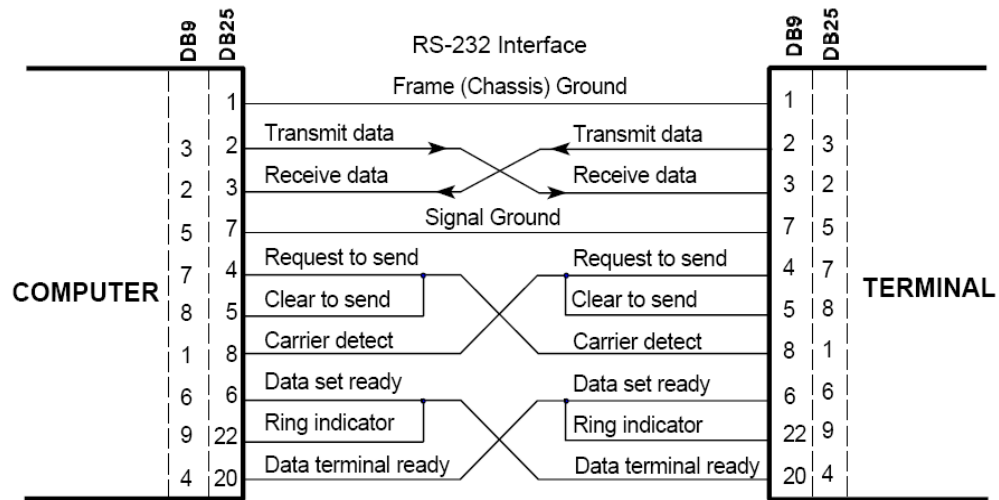 DB9 DB25 RS-232 Interface DB9 DB25
1 Frame (Chassis) Ground 1
3 2 Transmit data Transmit data 2 3
2 3 Receive data Receive data 3 2
5 7 Signal Ground 7 5
7 4 Request to send Request to send 4 7
COMPUTER TERMINAL
8 5 Clear to send Clear to send 5 8
1 8 Carrier detect Carrier detect 8 1
6 6 Data set ready Data set ready 6 6
9 22 Ring indicator Ring indicator 22 9
4 20 Data terminal ready Data terminal ready 20 4